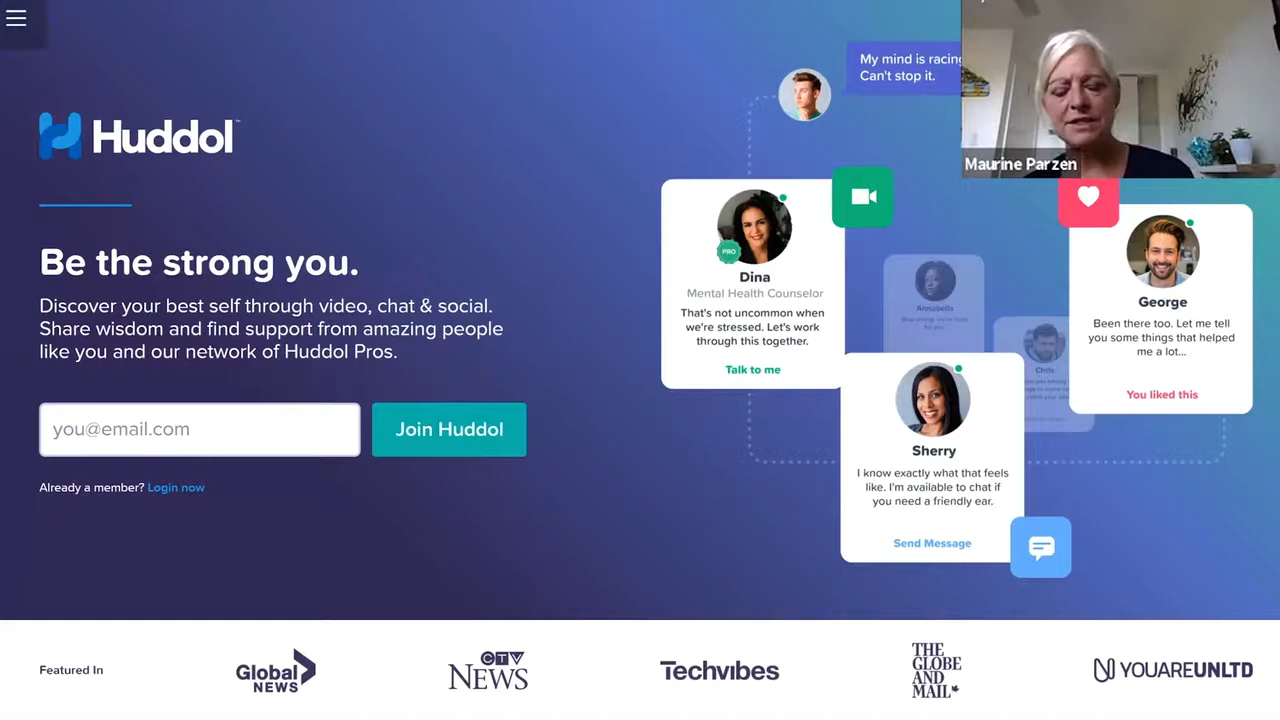 My mind is racing
Can't stop it.
Maurine Parzen
Huddol™
Be the strong you.
Discover your best self through video, chat & social.
Share wisdom and find support from amazing people
like you and our network of Huddol Pros.
you@email.com
Join Huddol
Already a member? Login now
PRO
Dina
Mental Health Counselor
That's not uncommon when
we're stressed. Let's work
through this together.
Talk to me
Annabella
Chris
George
Been there too. Let me tell
you some things that helped
me a lot...
You liked this
Sherry
I know exactly what that feels
like. I'm available to chat if
you need a friendly ear.
Send Message
Featured In
Global
NEWS
CTV
NEWS
Techvibes
THE
GLOBE
AND
MAIL
YOUAREUNLTD